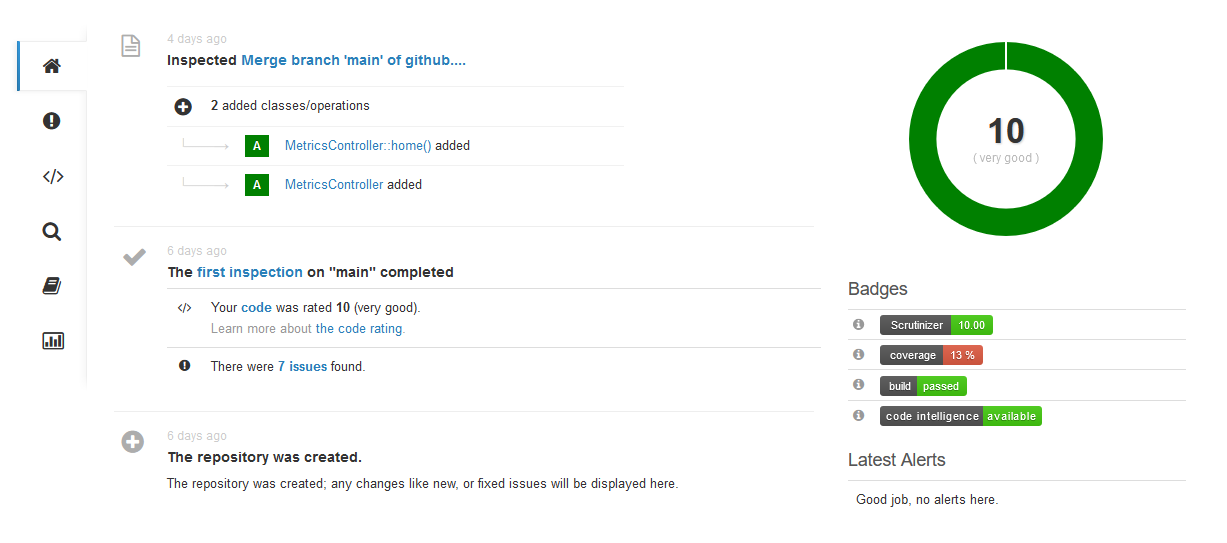 4 days ago
Inspected Merge branch 'main' of github....
2 added classes/operations
A MetricsController::home() added
A MetricsController added
6 days ago
The first inspection on "main" completed
</> Your code was rated 10 (very good).
Learn more about the code rating.
There were 7 issues found.
6 days ago
The repository was created.
The repository was created; any changes like new, or fixed issues will be displayed here.
10
( very good )
Badges
Scrutinizer 10.00
coverage 13 %
build passed
code intelligence available
Latest Alerts
Good job, no alerts here.